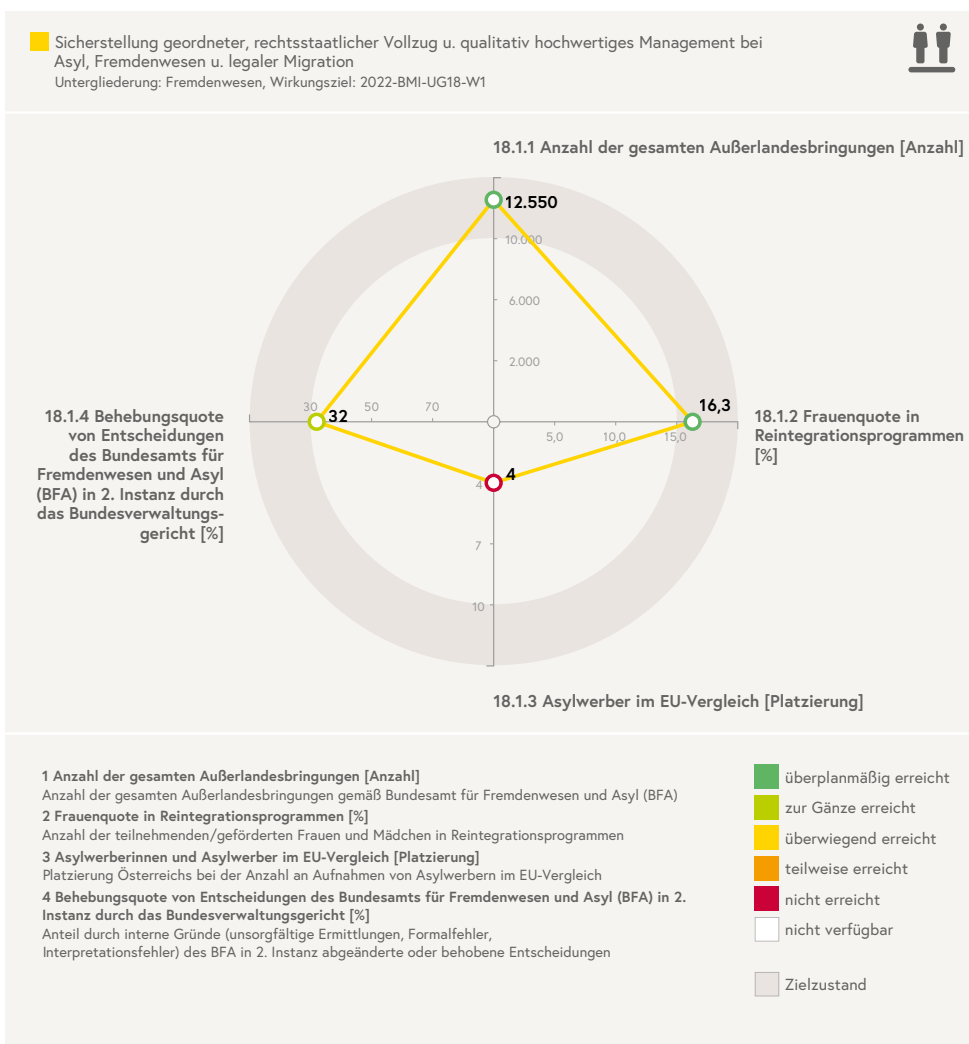 Sicherstellung geordneter, rechtsstaatlicher Vollzug u. qualitativ hochwertiges Management bei
Asyl, Fremdenwesen u. legaler Migration
Untergliederung: Fremdenwesen, Wirkungsziel: 2022-BMI-UG18-W1
18.1.1 Anzahl der gesamten Außerlandesbringungen [Anzahl]
12.550
10.000
6.000
2.000
18.1.4 Behebungsquote
von Entscheidungen
des Bundesamts für
Fremdenwesen und Asyl
(BFA) in 2. Instanz durch
das Bundesverwaltungs-
gericht [%]
30
32
50
70
5,0
10,0
15,0
16,3
18.1.2 Frauenquote in
Reintegrationsprogrammen
[%]
4
4
7
10
18.1.3 Asylwerber im EU-Vergleich [Platzierung]
1 Anzahl der gesamten Außerlandesbringungen [Anzahl]
Anzahl der gesamten Außerlandesbringungen gemäß Bundesamt für Fremdenwesen und Asyl (BFA)
2 Frauenquote in Reintegrationsprogrammen [%]
Anzahl der teilnehmenden/geförderten Frauen und Mädchen in Reintegrationsprogrammen
3 Asylwerberinnen und Asylwerber im EU-Vergleich [Platzierung]
Platzierung Österreichs bei der Anzahl an Aufnahmen von Asylwerbern im EU-Vergleich
4 Behebungsquote von Entscheidungen des Bundesamts für Fremdenwesen und Asyl (BFA) in 2.
Instanz durch das Bundesverwaltungsgericht [%]
Anteil durch interne Gründe (unsorgfältige Ermittlungen, Formalfehler,
Interpretationsfehler) des BFA in 2. Instanz abgeänderte oder behobene Entscheidungen
überplanmäßig erreicht
zur Gänze erreicht
überwiegend erreicht
teilweise erreicht
nicht erreicht
nicht verfügbar
Zielzustand